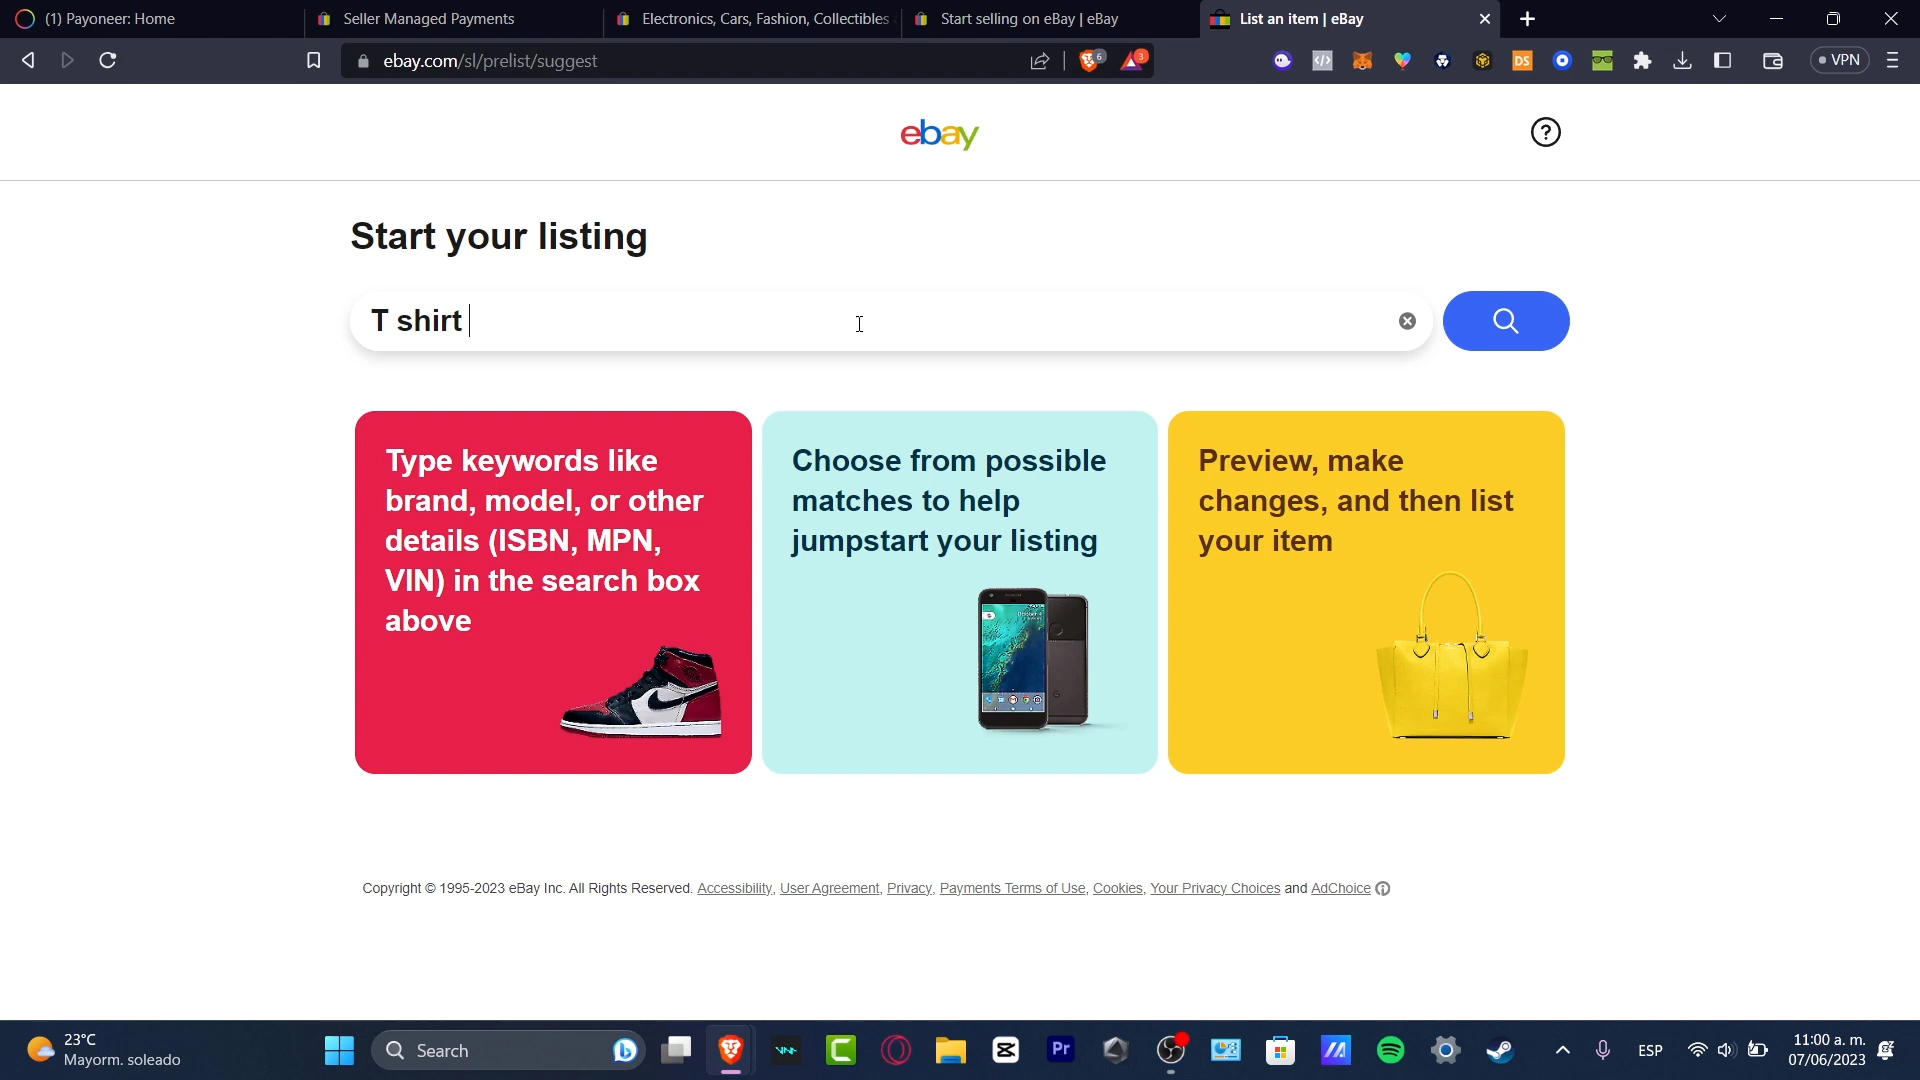 (1) Payoneer: Home
Seller Managed Payments
Electronics, Cars, Fashion, Collectibles
Start selling on eBay | eBay
List an item | eBay
ebay.com/sl/prelist/suggest
6
3
DS
VPN
ebay
?
Start your listing
T shirt
Type keywords like
brand, model, or other
details (ISBN, MPN,
VIN) in the search box
above
Choose from possible
matches to help
jumpstart your listing
Preview, make
changes, and then list
your item
Copyright © 1995-2023 eBay Inc. All Rights Reserved. Accessibility, User Agreement, Privacy, Payments Terms of Use, Cookies, Your Privacy Choices and AdChoice
23°C
Mayorm. soleado
Search
Pr
ESP
11:00 a. m.
07/06/2023